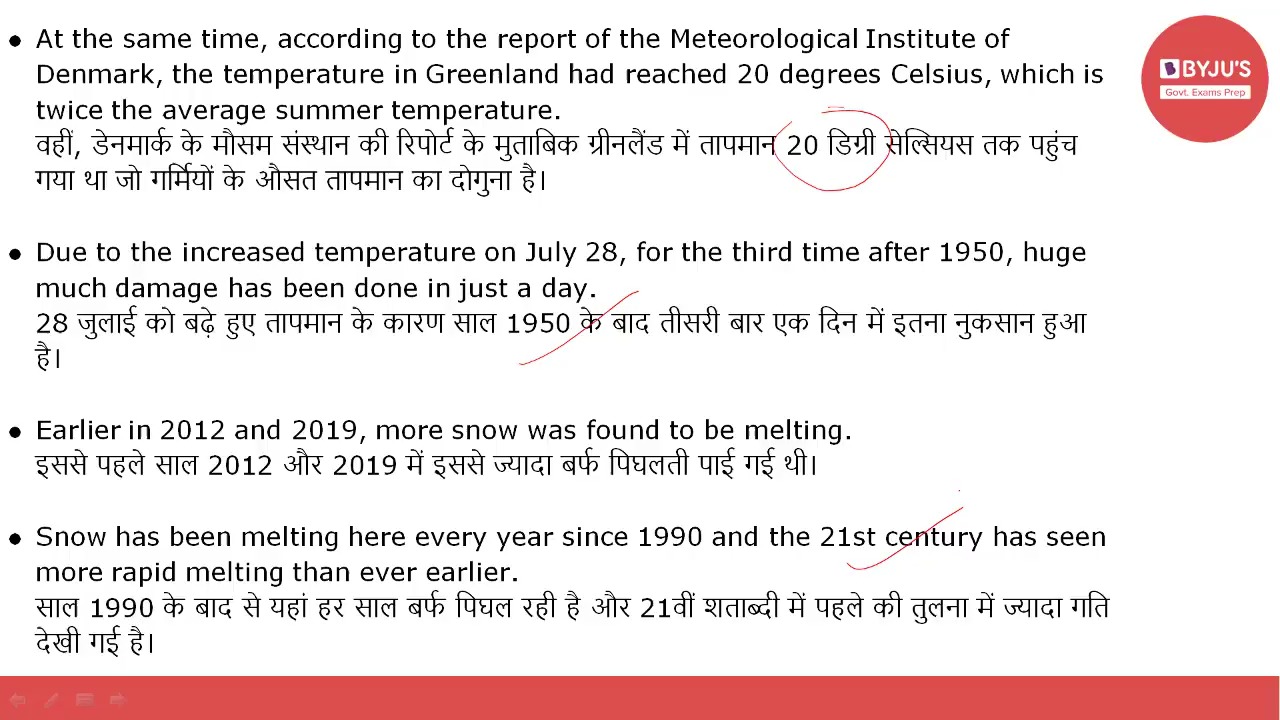 • At the same time, according to the report of the Meteorological Institute of
Denmark, the temperature in Greenland had reached 20 degrees Celsius, which is
twice the average summer temperature.
वहीं, डेनमार्क के मौसम संस्थान की रिपोर्ट के मुताबिक ग्रीनलैंड में तापमान 20 डिग्री सेल्सियस तक पहुंच
गया था जो गर्मियों के औसत तापमान का दोगुना है।
• Due to the increased temperature on July 28, for the third time after 1950, huge
much damage has been done in just a day.
28 जुलाई को बढ़े हुए तापमान के कारण साल 1950 के बाद तीसरी बार एक दिन में इतना नुकसान हुआ
है।
• Earlier in 2012 and 2019, more snow was found to be melting.
इससे पहले साल 2012 और 2019 में इससे ज्यादा बर्फ पिघलती पाई गई थी।
• Snow has been melting here every year since 1990 and the 21st century has seen
more rapid melting than ever earlier.
साल 1990 के बाद से यहां हर साल बर्फ पिघल रही है और 21वीं शताब्दी में पहले की तुलना में ज्यादा गति
देखी गई है।
BYJU'S
Govt. Exams Prep